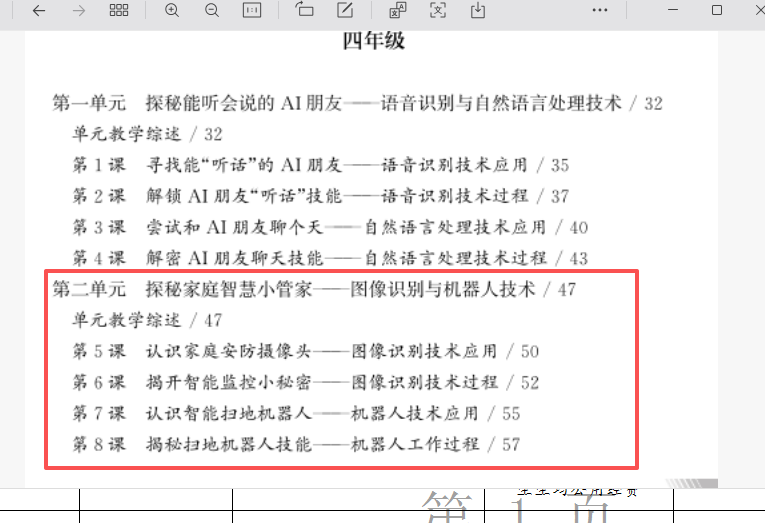 四年级
第一单元 探秘能听会说的 AI 朋友——语音识别与自然语言处理技术 / 32
单元教学综述 / 32
第 1 课 寻找能“听话”的 AI 朋友——语音识别技术应用 / 35
第 2 课 解锁 AI 朋友“听话”技能——语音识别技术过程 / 37
第 3 课 尝试和 AI 朋友聊个天——自然语言处理技术应用 / 40
第 4 课 解密 AI 朋友聊天技能——自然语言处理技术过程 / 43
第二单元 探秘家庭智慧小管家——图像识别与机器人技术 / 47
单元教学综述 / 47
第 5 课 认识家庭安防摄像头——图像识别技术应用 / 50
第 6 课 揭开智能监控小秘密——图像识别技术过程 / 52
第 7 课 认识智能扫地机器人——机器人技术应用 / 55
第 8 课 揭秘扫地机器人技能——机器人工作过程 / 57
第 1 页